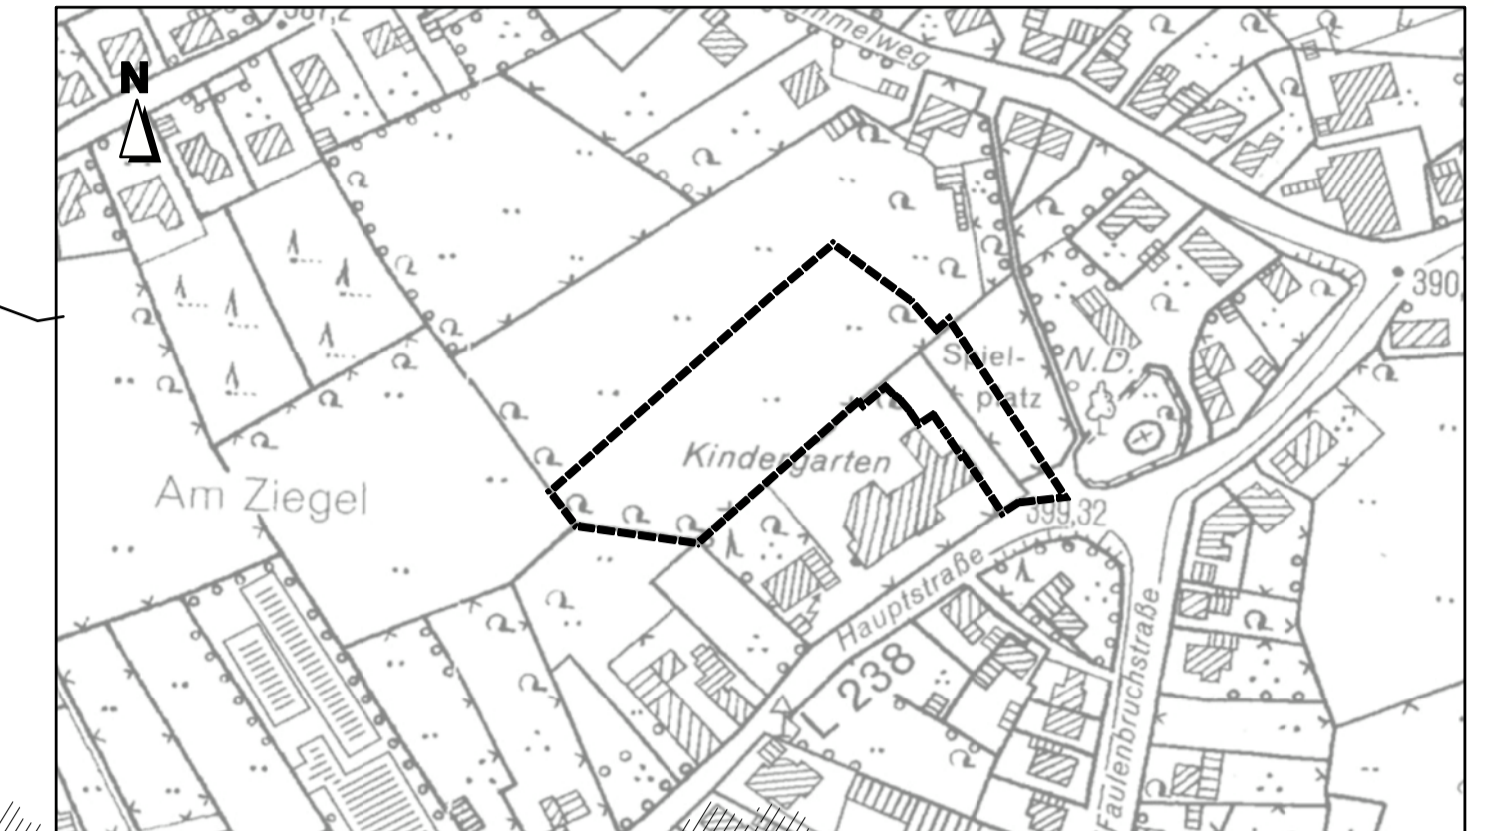 N
Spiel-
platz
N.D.
390,
Kindergarten
Am Ziegel
399,32
Hauptstraße
L 238
Faulenbruchstraße